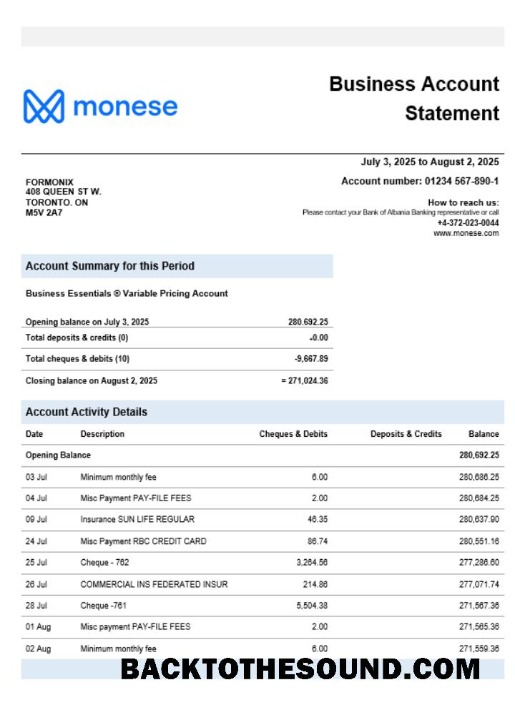 monese
Business Account
Statement
July 3, 2025 to August 2, 2025
Account number: 01234 567-890-1
FORMONIX
408 QUEEN ST W.
TORONTO. ON
M5V 2A7
How to reach us:
Please contact your Bank of Albania Banking representative or call
+4-372-023-0044
www.monese.com
Account Summary for this Period
Business Essentials ® Variable Pricing Account
Opening balance on July 3, 2025 280.692.25
Total deposits & credits (0) -0.00
Total cheques & debits (10) -9,667.89
Closing balance on August 2, 2025 = 271,024.36
Account Activity Details
Date Description Cheques & Debits Deposits & Credits Balance
Opening Balance 280,692.25
03 Jul Minimum monthly fee 6.00 280,686.25
04 Jul Misc Payment PAY-FILE FEES 2.00 280,684.25
09 Jul Insurance SUN LIFE REGULAR 46.35 280,637.90
24 Jul Misc Payment RBC CREDIT CARD 86.74 280,551.16
25 Jul Cheque - 762 3,264.56 277,286.60
26 Jul COMMERCIAL INS FEDERATED INSUR 214.86 277,071.74
28 Jul Cheque -761 5,504.38 271,567.36
01 Aug Misc payment PAY-FILE FEES 2.00 271,565.36
02 Aug Minimum monthly fee 6.00 271,559.36
BACKTOTHESOUND.COM